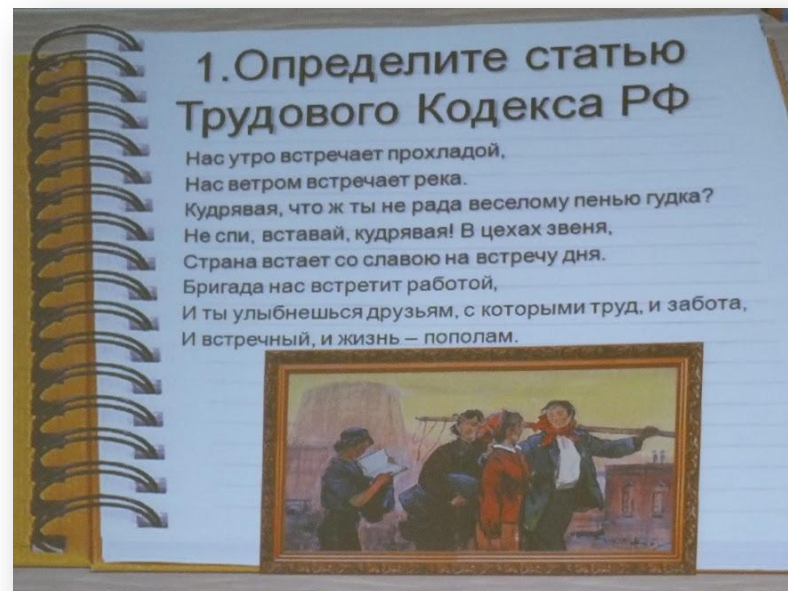 1.Определите статью
Трудового Кодекса РФ
Нас утро встречает прохладой,
Нас ветром встречает река.
Кудрявая, что ж ты не рада веселому пенью гудка?
Не спи, вставай, кудрявая! В цехах звеня,
Страна встает со славою на встречу дня.
Бригада нас встретит работой,
И ты улыбнешься друзьям, с которыми труд, и забота,
И встречный, и жизнь – пополам.